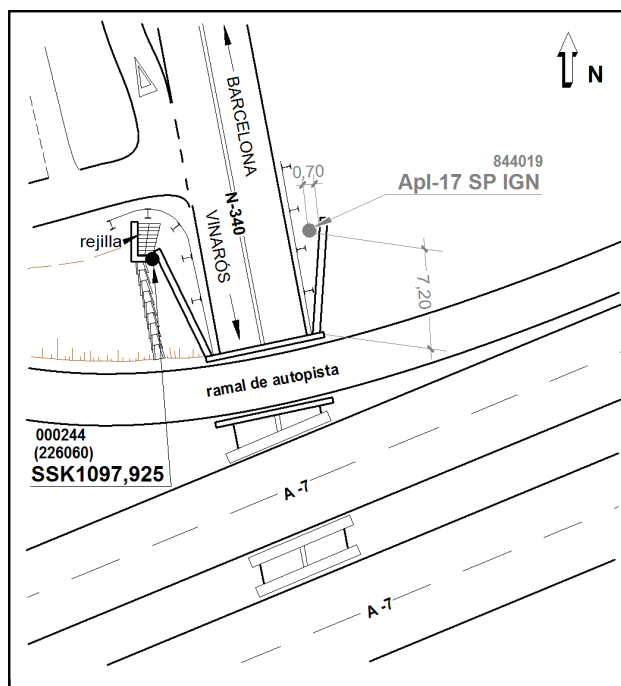 N
BARCELONA
N-340
VINARÓS
0,70
844019
Apl-17 SP IGN
rejilla
7,20
ramal de autopista
000244
(226060)
SSK1097,925
A -7
A -7